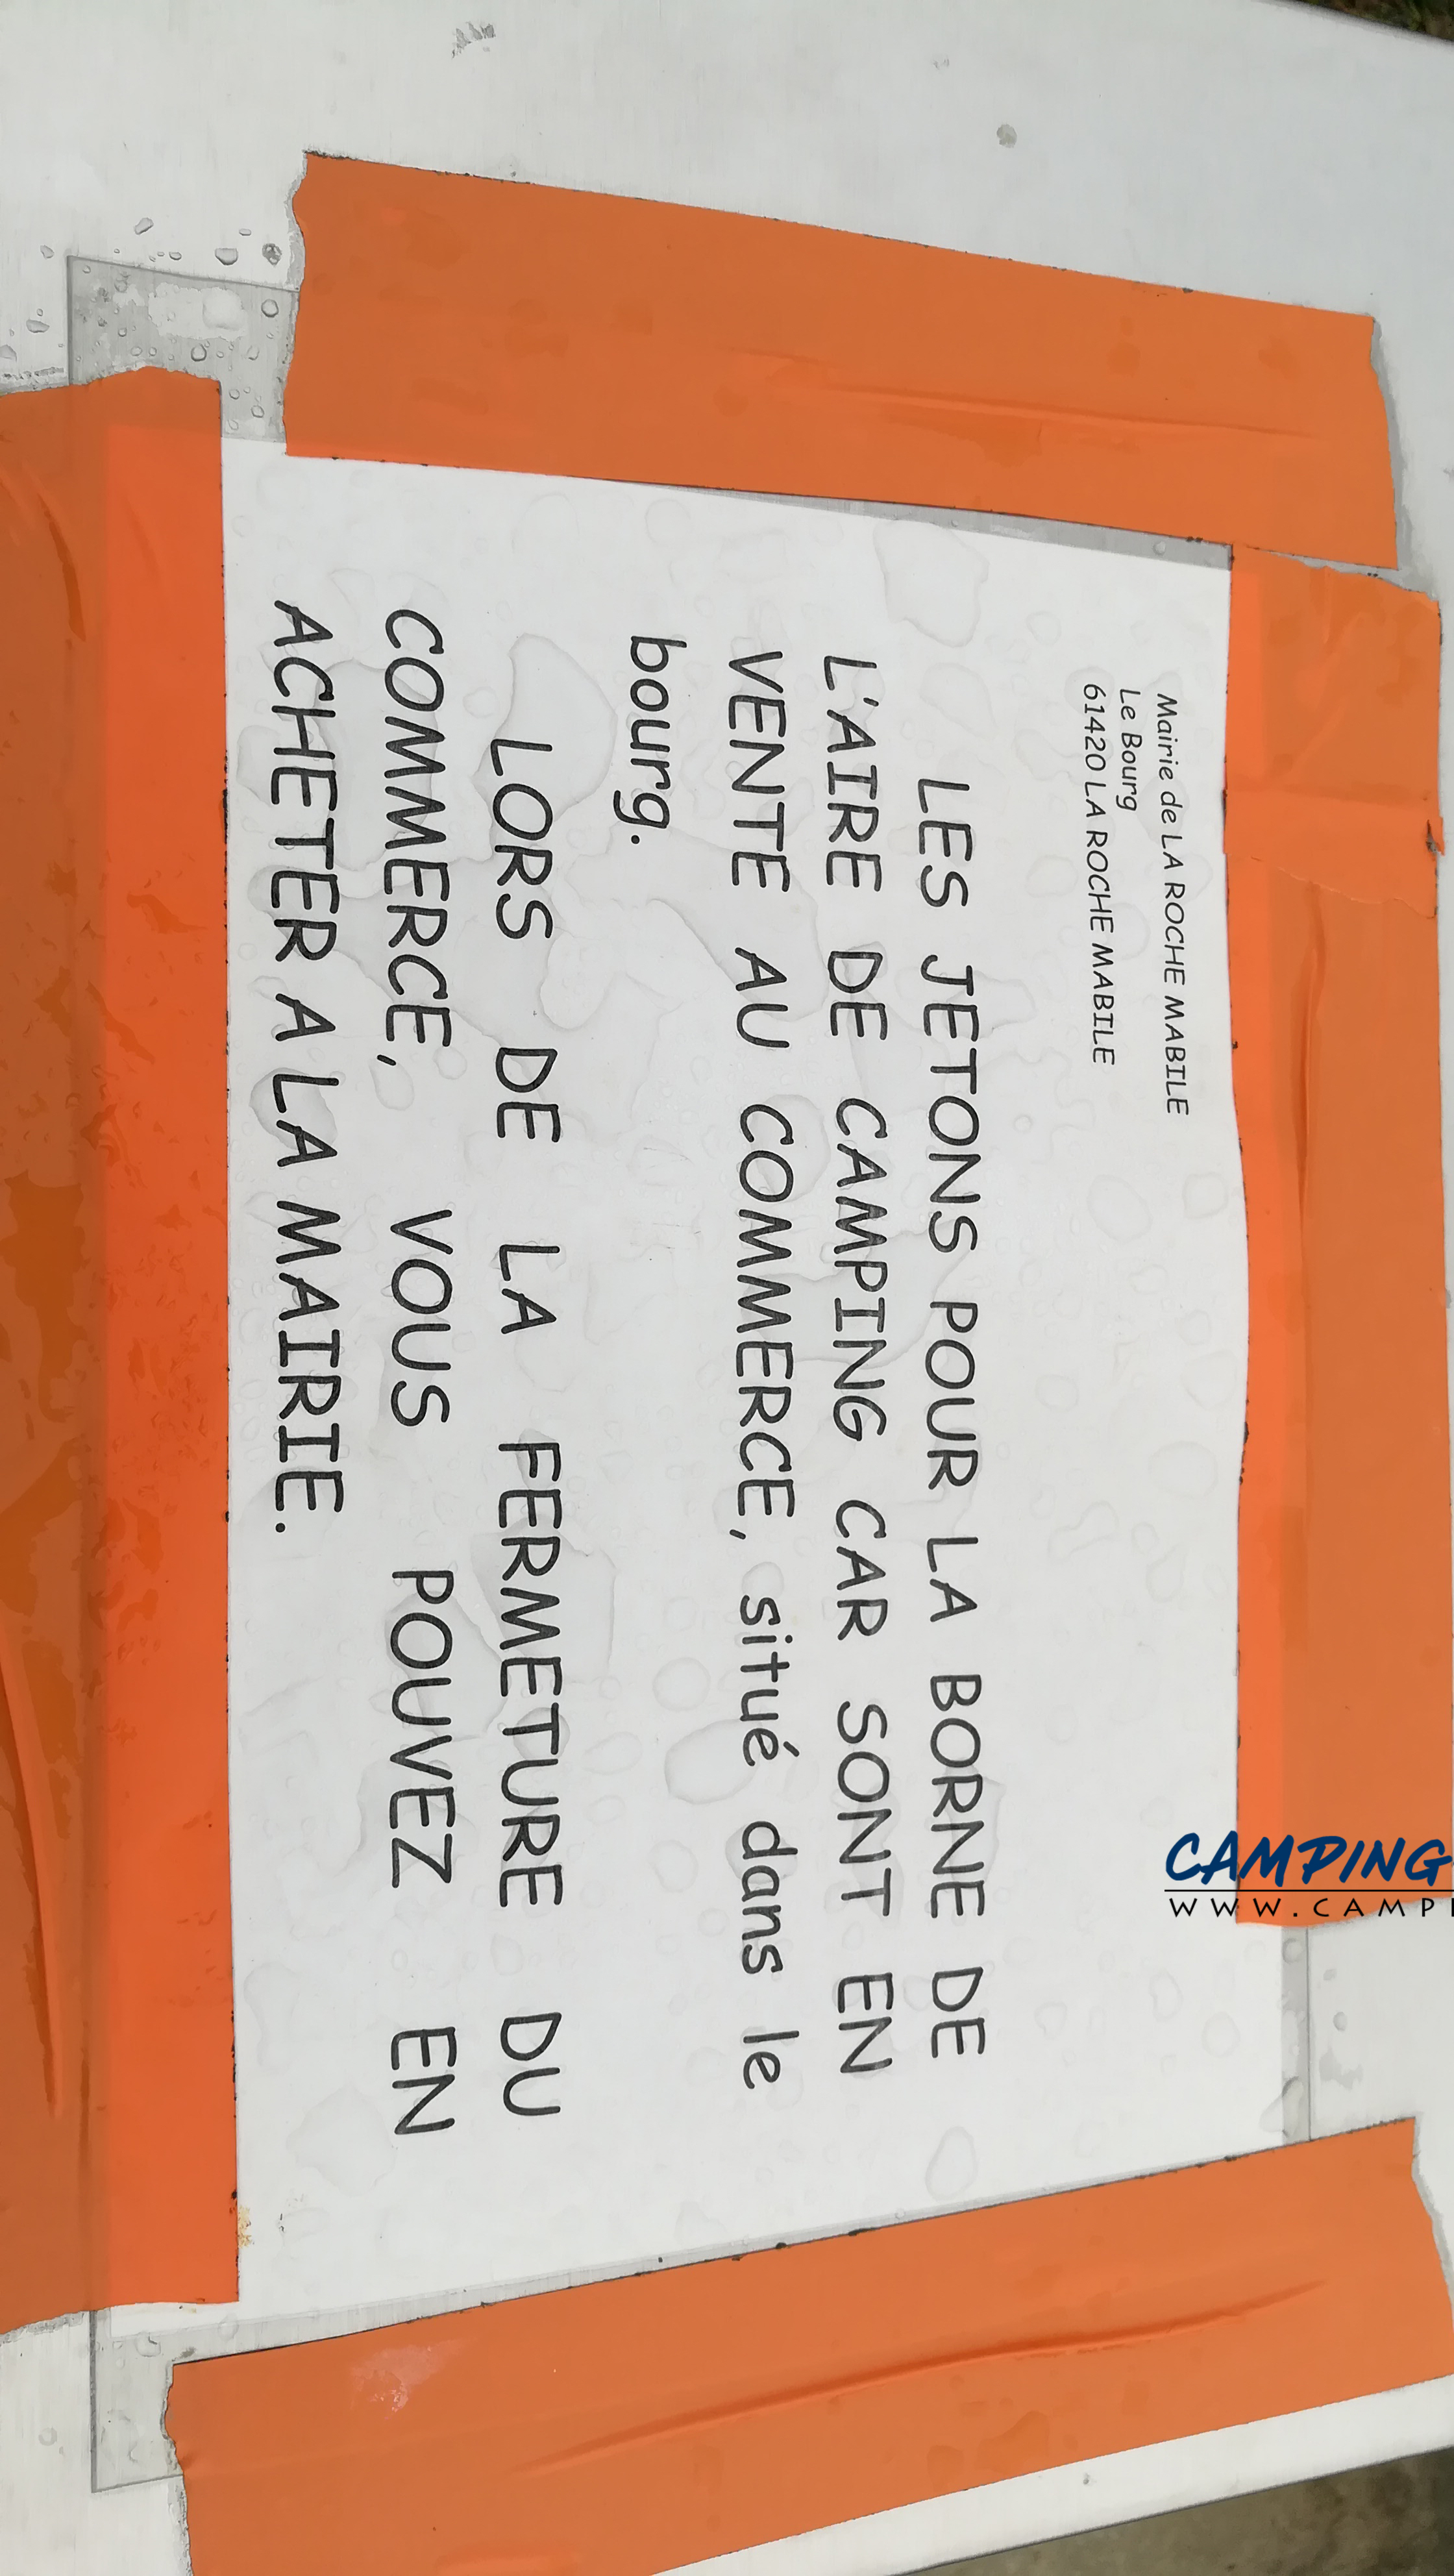 Mairie de LA ROCHE MABILE
Le Bourg
61420 LA ROCHE MABILE
LES JETONS POUR LA BORNE DE
L'AIRE DE CAMPING CAR SONT EN
VENTE AU COMMERCE, situé dans le
bourg.
LORS DE LA FERMETURE DU
COMMERCE, VOUS POUVEZ EN
ACHETER A LA MAIRIE.
CAMPING
WWW.CAMP